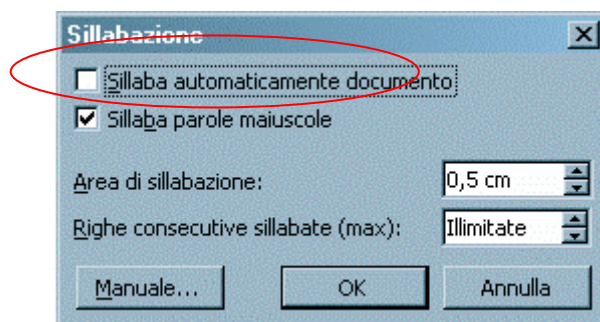 Sillabazione
Sillaba automaticamente documento
Sillaba parole maiuscole
Area di sillabazione: 0,5 cm
Righe consecutive sillabate (max): Illimitate
Manuale... OK Annulla